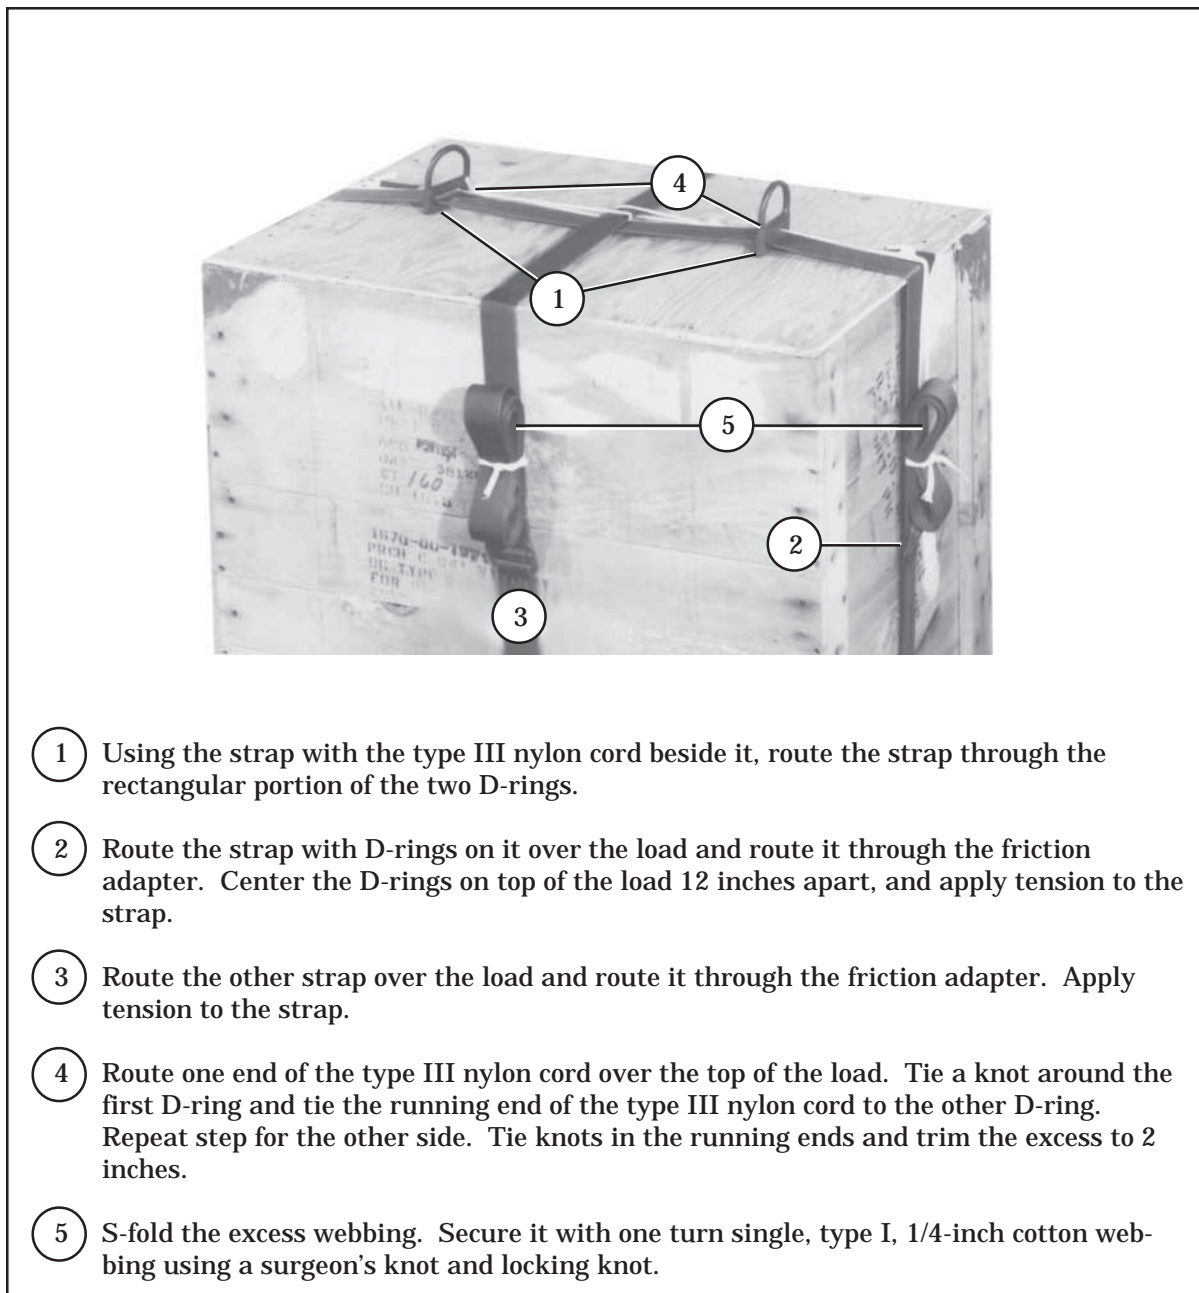 4
1
5
2
3
160
1 Using the strap with the type III nylon cord beside it, route the strap through the
rectangular portion of the two D-rings.
2 Route the strap with D-rings on it over the load and route it through the friction
adapter. Center the D-rings on top of the load 12 inches apart, and apply tension to the
strap.
3 Route the other strap over the load and route it through the friction adapter. Apply
tension to the strap.
4 Route one end of the type III nylon cord over the top of the load. Tie a knot around the
first D-ring and tie the running end of the type III nylon cord to the other D-ring.
Repeat step for the other side. Tie knots in the running ends and trim the excess to 2
inches.
5 S-fold the excess webbing. Secure it with one turn single, type I, 1/4-inch cotton web-
bing using a surgeon's knot and locking knot.